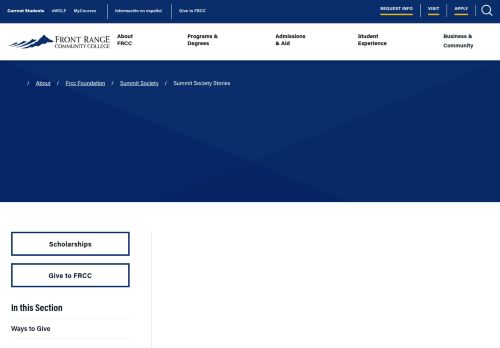 Current Students eWOLF MyCourses Información en español Give to FRCC REQUEST INFO VISIT APPLY
FRONT RANGE
COMMUNITY COLLEGE
About
FRCC
Programs &
Degrees
Admissions
& Aid
Student
Experience
Business &
Community
/ About / Frcc Foundation / Summit Society / Summit Society Stories
Scholarships
Give to FRCC
In this Section
Ways to Give